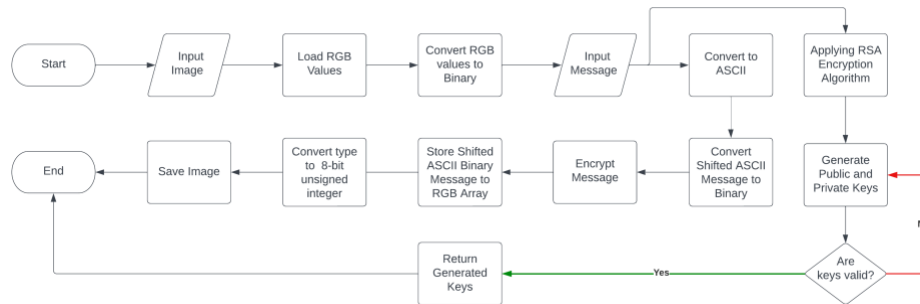 Start
Input
Image
Load RGB
Values
Convert RGB
values to
Binary
Input
Message
Convert to
ASCII
Applying RSA
Encryption
Algorithm
End
Save Image
Convert type
to 8-bit
unsigned
integer
Store Shifted
ASCII Binary
Message to
RGB Array
Encrypt
Message
Convert
Shifted ASCII
Message to
Binary
Generate
Public and
Private Keys
Return
Generated
Keys
Yes
Are
keys valid?